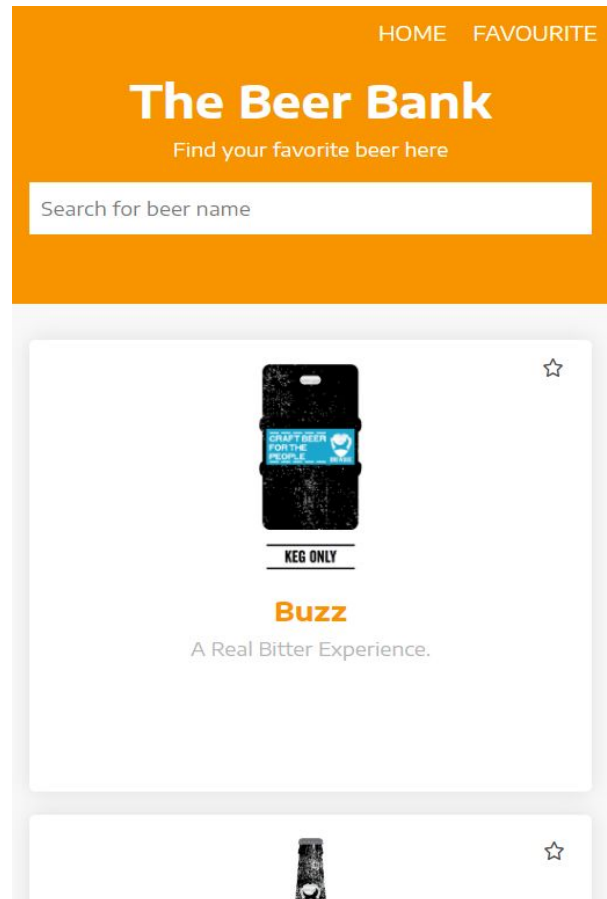 HOME FAVOURITE
The Beer Bank
Find your favorite beer here
Search for beer name
CRAFT BEER
FOR THE
PEOPLE
KEG ONLY
Buzz
A Real Bitter Experience.